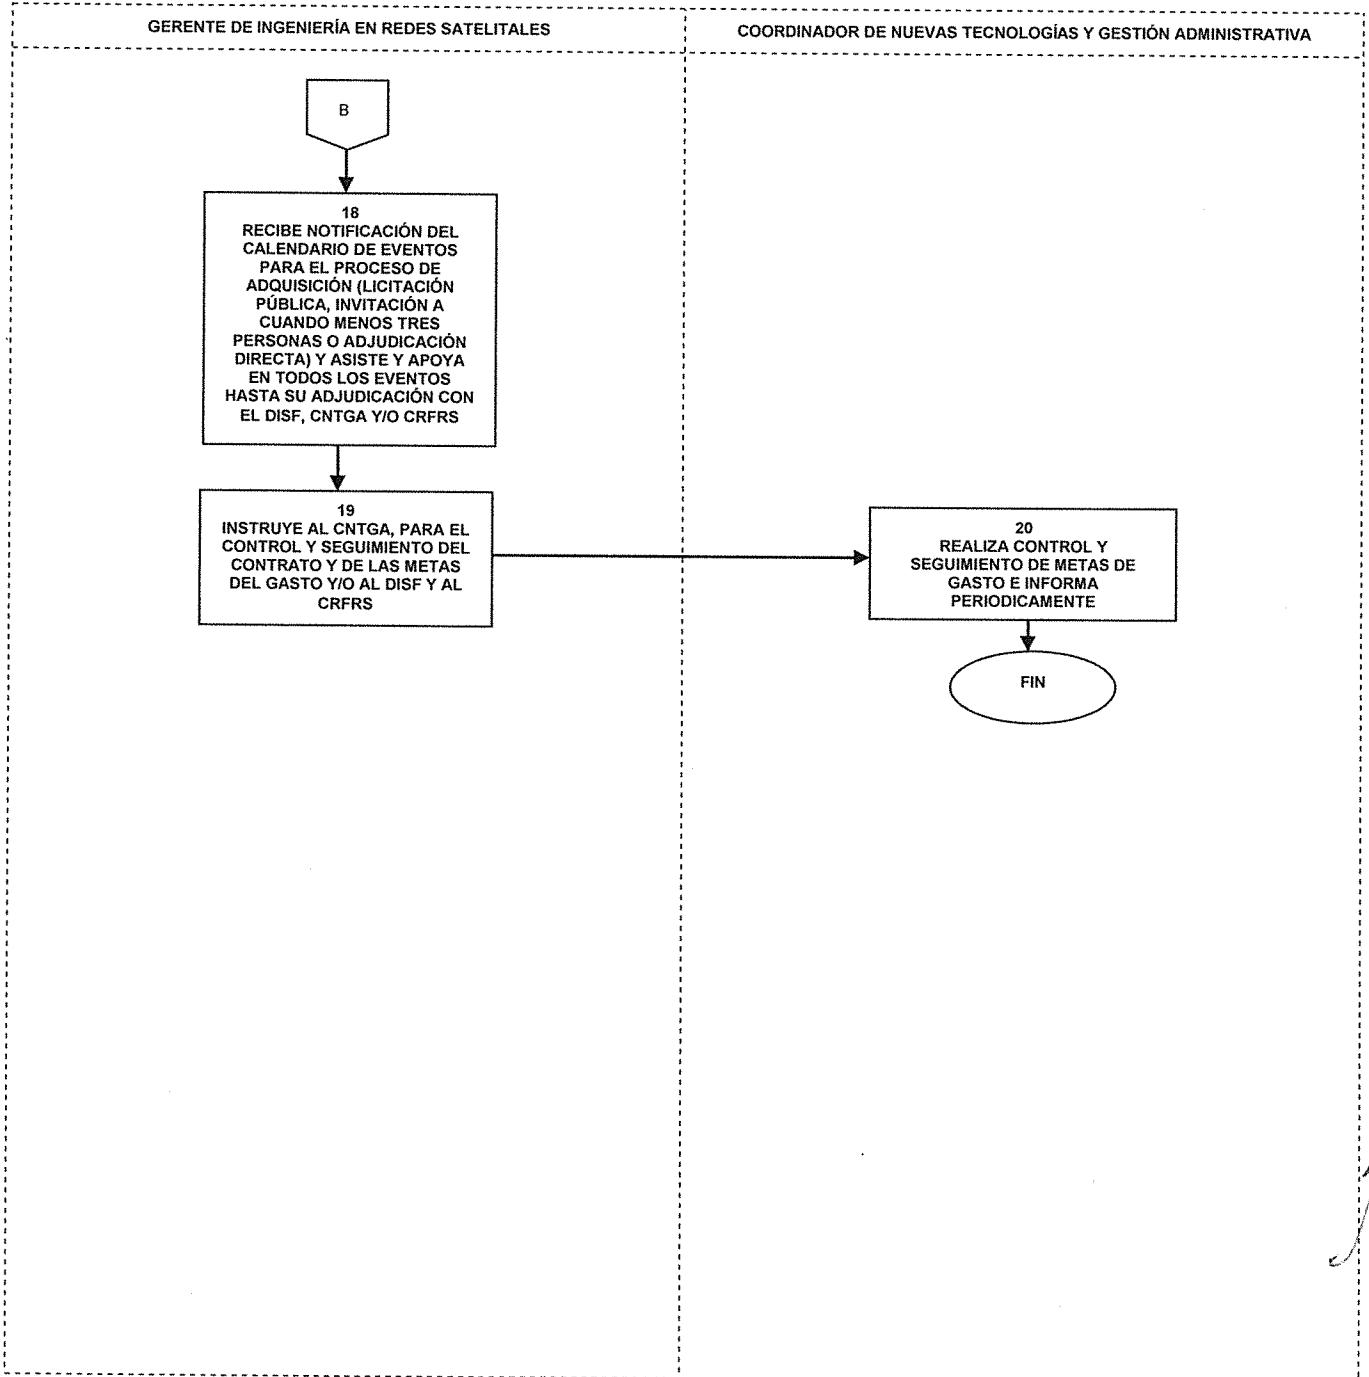 GERENTE DE INGENIERÍA EN REDES SATELITALES
COORDINADOR DE NUEVAS TECNOLOGÍAS Y GESTIÓN ADMINISTRATIVA
B
18
RECIBE NOTIFICACIÓN DEL
CALENDARIO DE EVENTOS
PARA EL PROCESO DE
ADQUISICIÓN (LICITACIÓN
PÚBLICA, INVITACIÓN A
CUANDO MENOS TRES
PERSONAS O ADJUDICACIÓN
DIRECTA) Y ASISTE Y APOYA
EN TODOS LOS EVENTOS
HASTA SU ADJUDICACIÓN CON
EL DISF, CNTGA Y/O CRFRS
19
INSTRUYE AL CNTGA, PARA EL
CONTROL Y SEGUIMIENTO DEL
CONTRATO Y DE LAS METAS
DEL GASTO Y/O AL DISF Y AL
CRFRS
20
REALIZA CONTROL Y
SEGUIMIENTO DE METAS DE
GASTO E INFORMA
PERIODICAMENTE
FIN